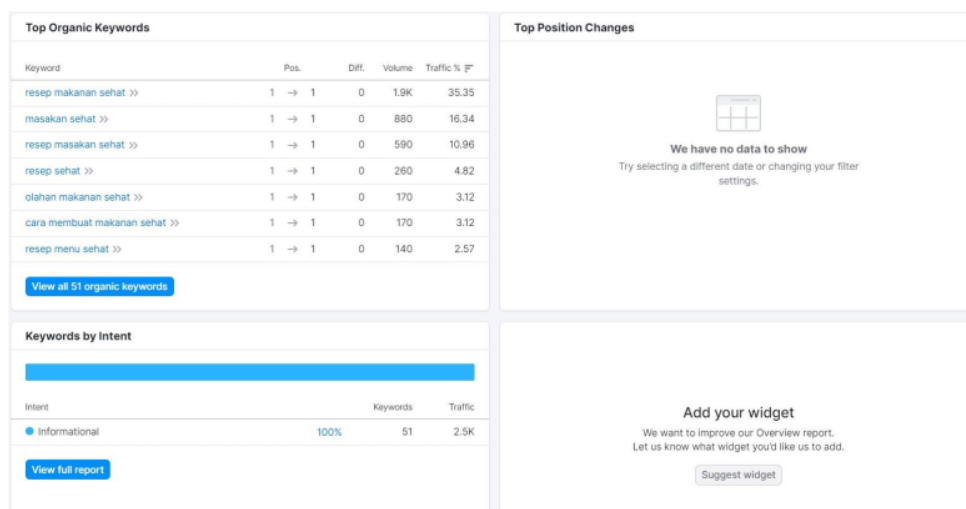 Top Organic Keywords
Keyword Pos. Diff. Volume Traffic %
resep makanan sehat >> 1 → 1 0 1.9K 35.35
masakan sehat >> 1 → 1 0 880 16.34
resep masakan sehat >> 1 → 1 0 590 10.96
resep sehat >> 1 → 1 0 260 4.82
olahan makanan sehat >> 1 → 1 0 170 3.12
cara membuat makanan sehat >> 1 → 1 0 170 3.12
resep menu sehat >> 1 → 1 0 140 2.57
View all 51 organic keywords
Top Position Changes
We have no data to show
Try selecting a different date or changing your filter
settings.
Keywords by Intent
Intent Keywords Traffic
Informational 100% 51 2.5K
View full report
Add your widget
We want to improve our Overview report.
Let us know what widget you'd like us to add.
Suggest widget